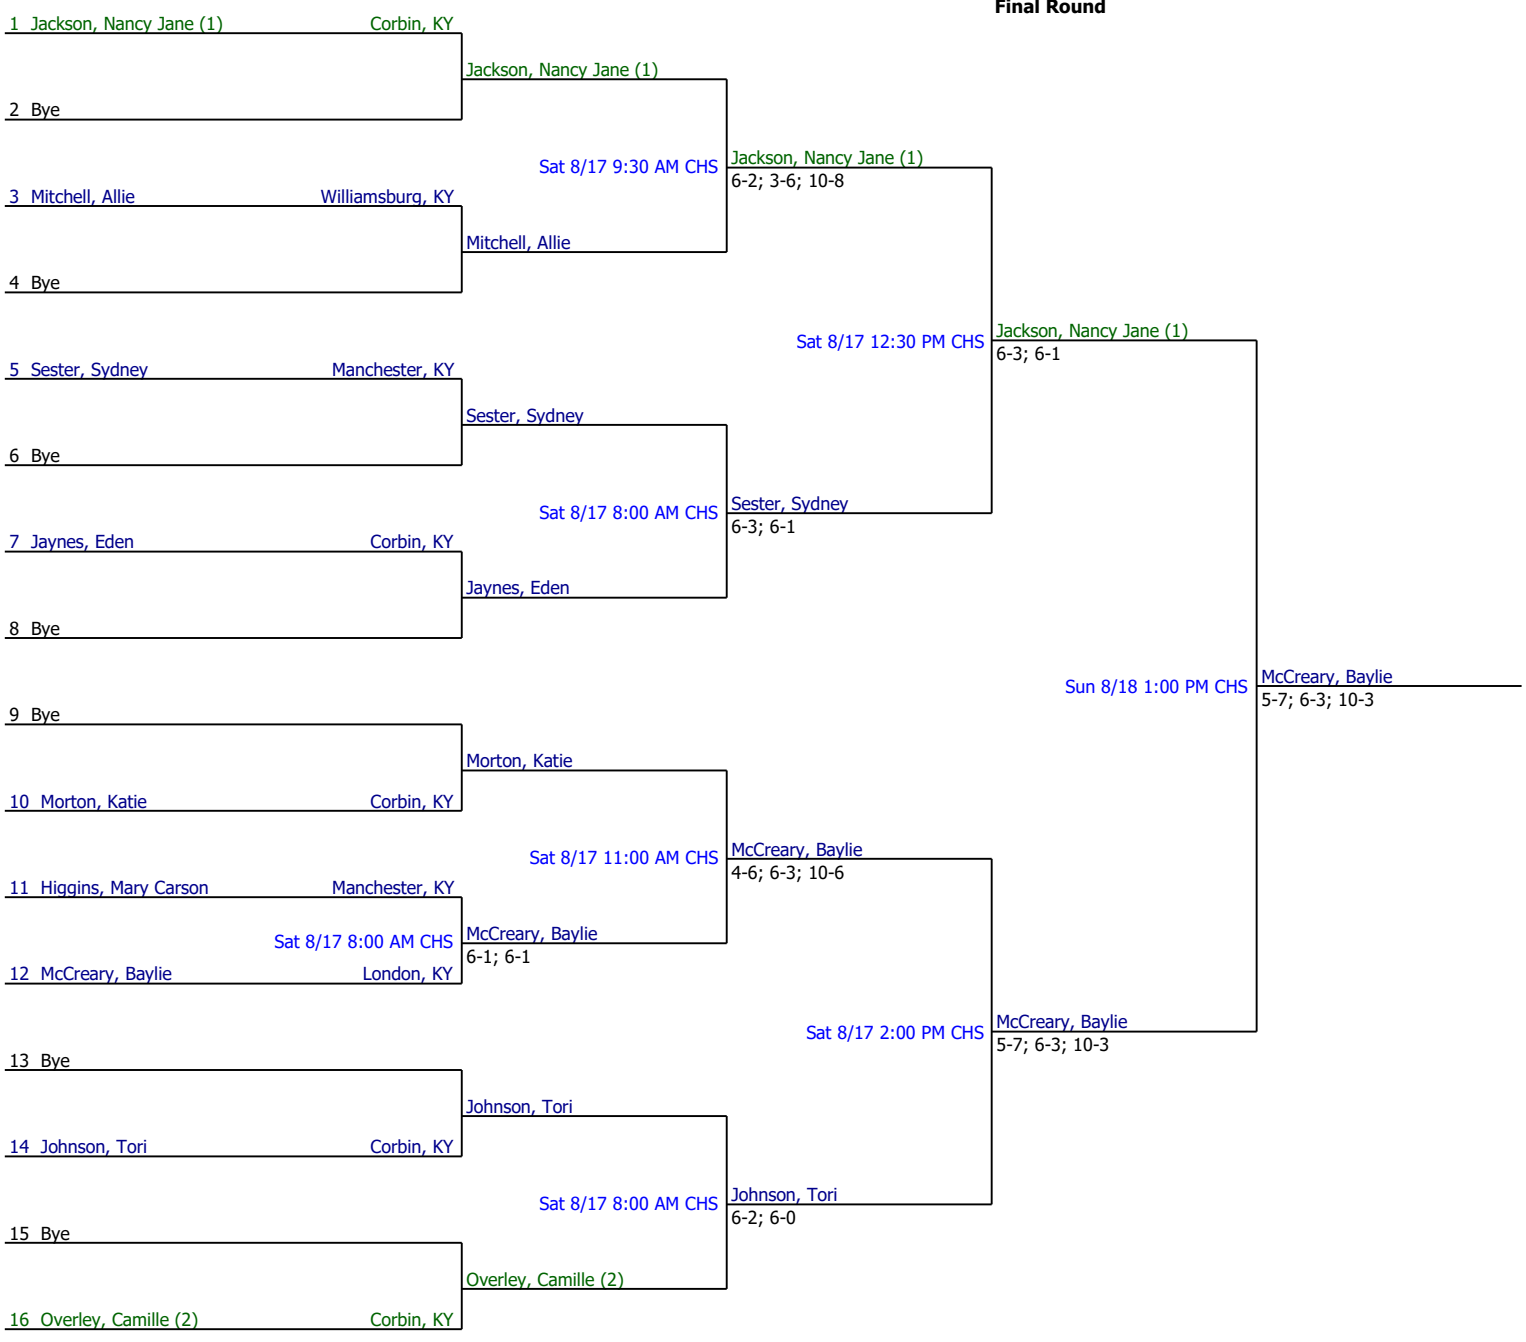 Final Round
1 Jackson, Nancy Jane (1) Corbin, KY
Jackson, Nancy Jane (1)
2 Bye
Sat 8/17 9:30 AM CHS
Jackson, Nancy Jane (1)
6-2; 3-6; 10-8
3 Mitchell, Allie Williamsburg, KY
Mitchell, Allie
4 Bye
Sat 8/17 12:30 PM CHS
Jackson, Nancy Jane (1)
6-3; 6-1
5 Sester, Sydney Manchester, KY
Sester, Sydney
6 Bye
Sat 8/17 8:00 AM CHS
Sester, Sydney
6-3; 6-1
7 Jaynes, Eden Corbin, KY
Jaynes, Eden
8 Bye
Sun 8/18 1:00 PM CHS
McCreary, Baylie
5-7; 6-3; 10-3
9 Bye
Morton, Katie
10 Morton, Katie Corbin, KY
Sat 8/17 11:00 AM CHS
McCreary, Baylie
4-6; 6-3; 10-6
11 Higgins, Mary Carson Manchester, KY
Sat 8/17 8:00 AM CHS
McCreary, Baylie
6-1; 6-1
12 McCreary, Baylie London, KY
Sat 8/17 2:00 PM CHS
McCreary, Baylie
5-7; 6-3; 10-3
13 Bye
Johnson, Tori
14 Johnson, Tori Corbin, KY
Sat 8/17 8:00 AM CHS
Johnson, Tori
6-2; 6-0
15 Bye
Overley, Camille (2)
16 Overley, Camille (2) Corbin, KY